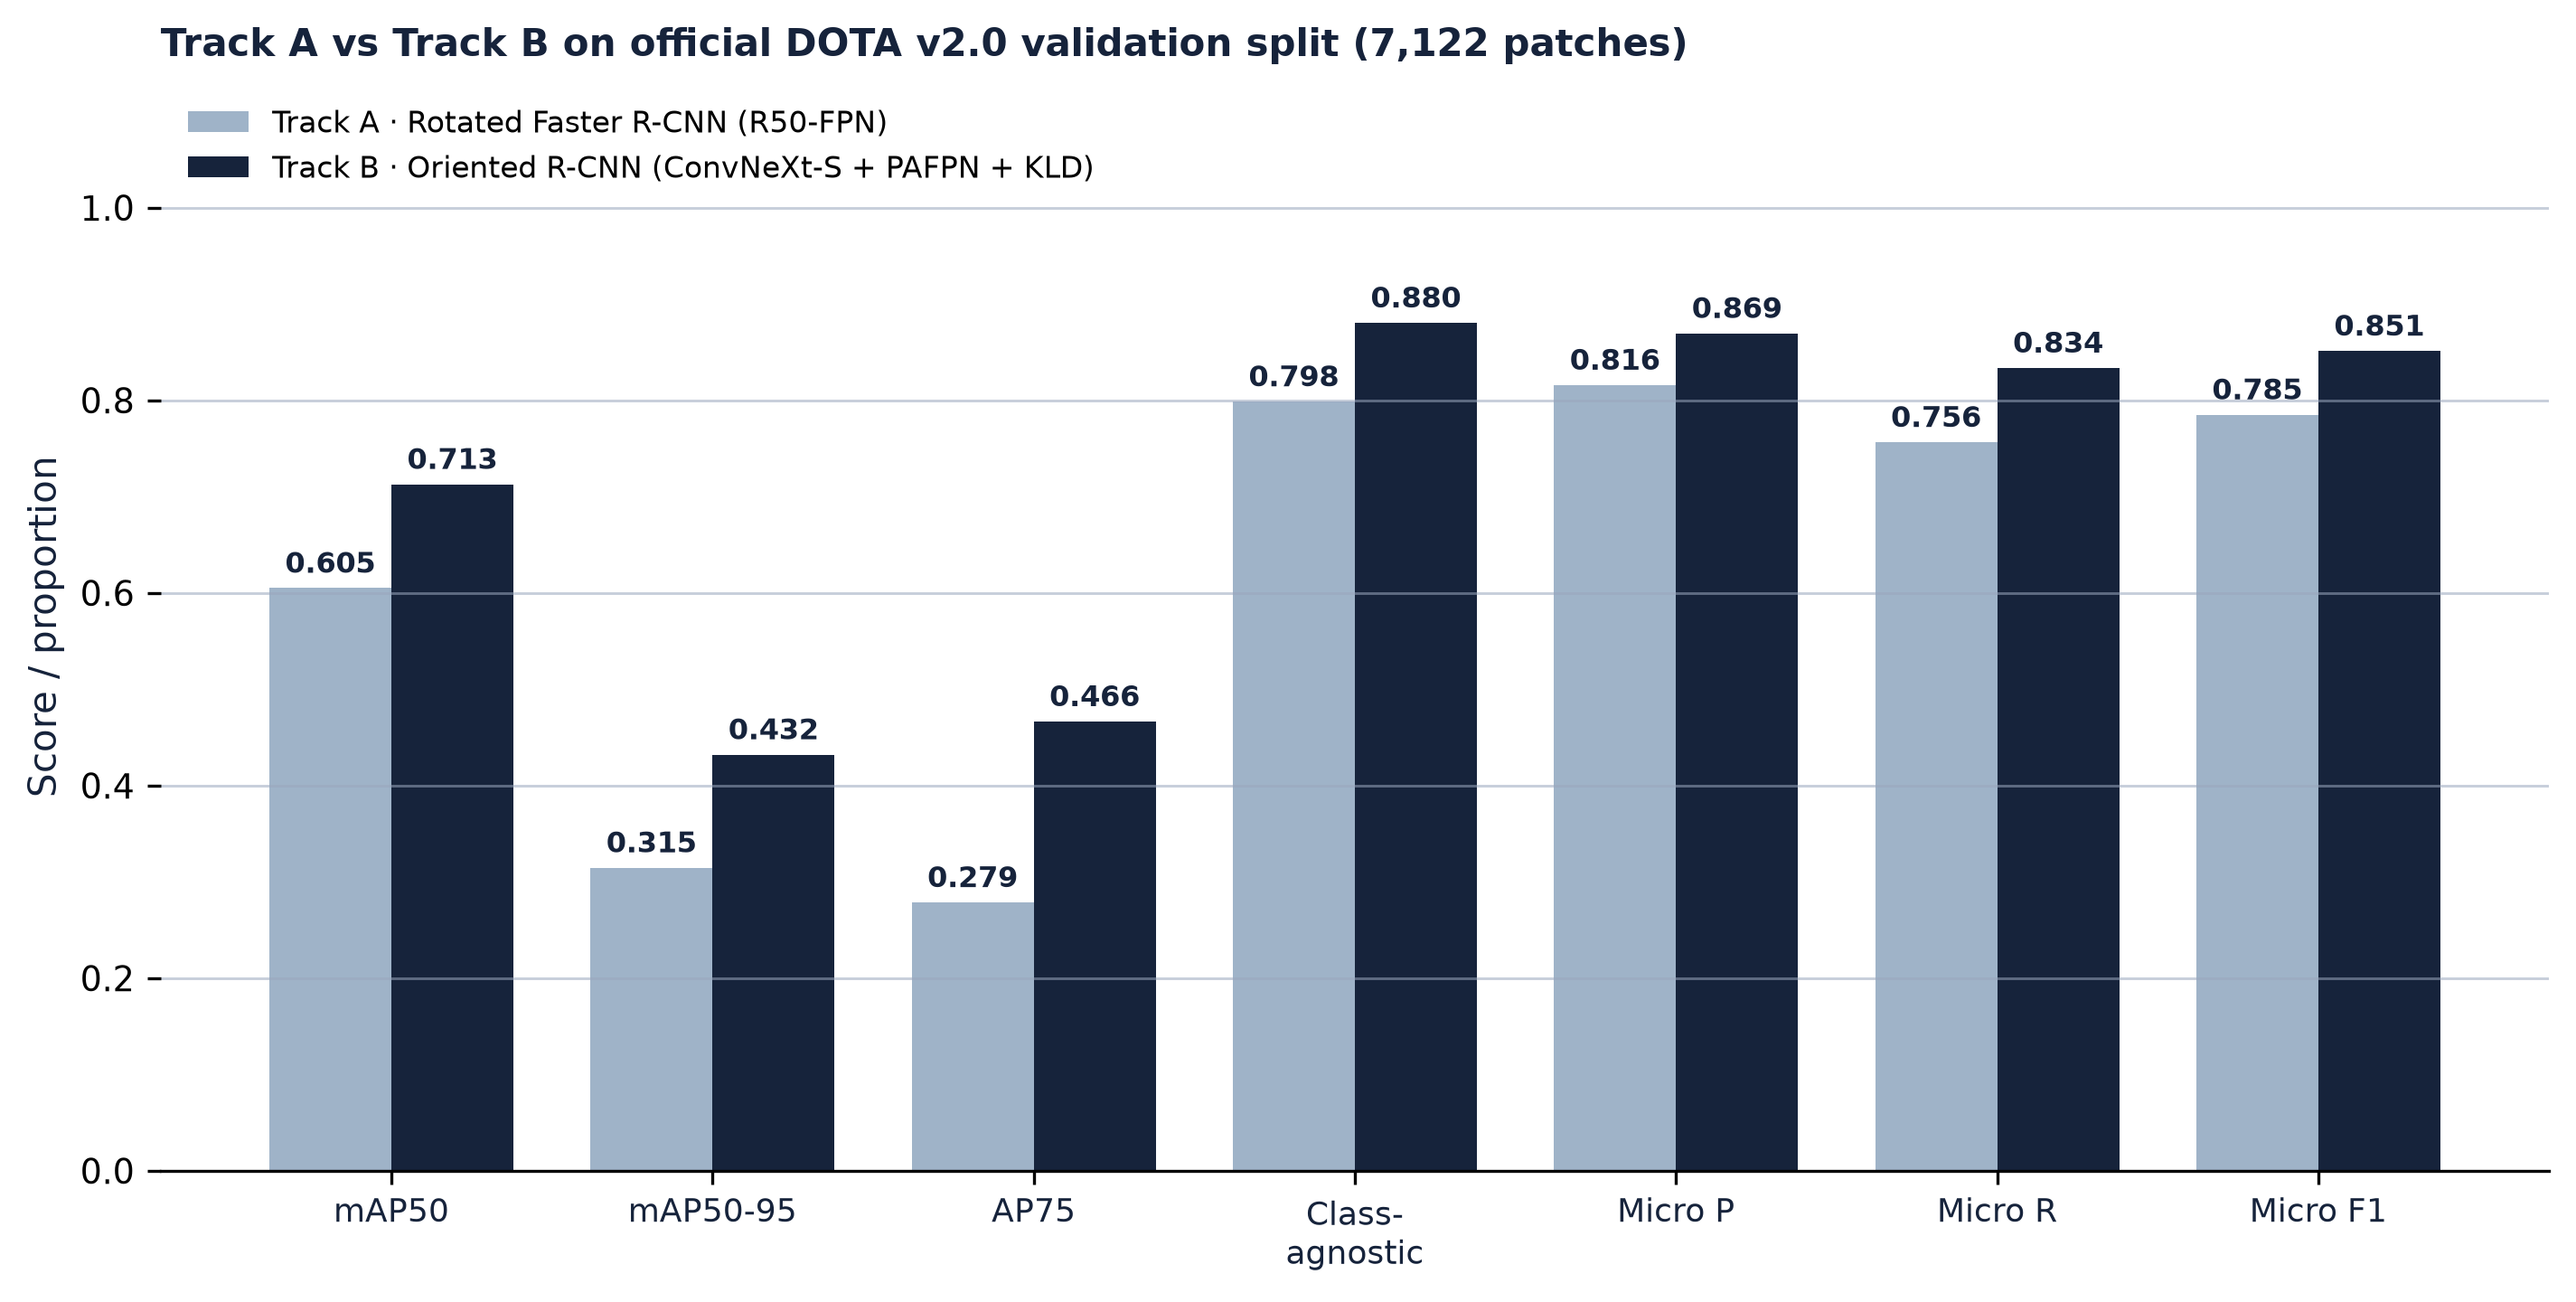 Track A vs Track B on official DOTA v2.0 validation split (7,122 patches)
Track A · Rotated Faster R-CNN (R50-FPN)
Track B · Oriented R-CNN (ConvNeXt-S + PAFPN + KLD)
Score / proportion
1.0
0.8
0.6
0.4
0.2
0.0
0.605
0.713
0.315
0.432
0.279
0.466
0.798
0.880
0.816
0.869
0.756
0.834
0.785
0.851
mAP50
mAP50-95
AP75
Class-
agnostic
Micro P
Micro R
Micro F1